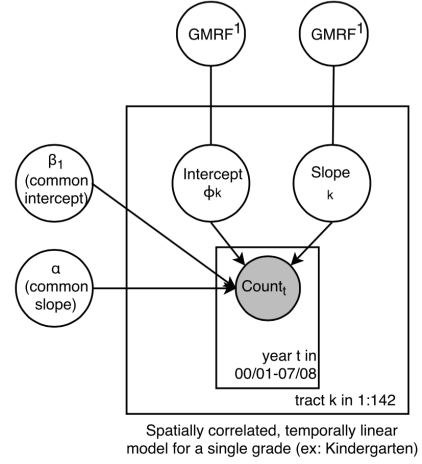 GMRF1
GMRF1
Intercept
ϕk
Slope
k
β1
(common
intercept)
α
(common
slope)
Countt
year t in
00/01-07/08
tract k in 1:142
Spatially correlated, temporally linear
model for a single grade (ex: Kindergarten)